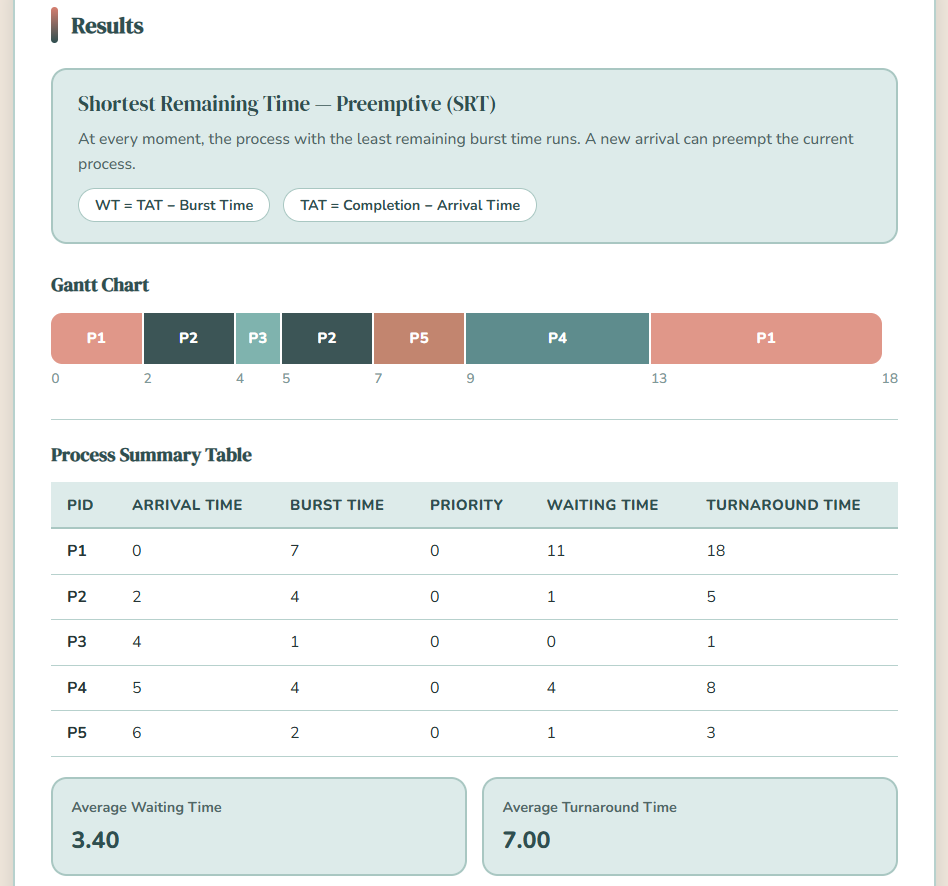 Results
Shortest Remaining Time — Preemptive (SRT)
At every moment, the process with the least remaining burst time runs. A new arrival can preempt the current
process.
WT = TAT − Burst Time TAT = Completion − Arrival Time
Gantt Chart
P1 P2 P3 P2 P5 P4 P1
0 2 4 5 7 9 13 18
Process Summary Table
PID ARRIVAL TIME BURST TIME PRIORITY WAITING TIME TURNAROUND TIME
P1 0 7 0 11 18
P2 2 4 0 1 5
P3 4 1 0 0 1
P4 5 4 0 4 8
P5 6 2 0 1 3
Average Waiting Time Average Turnaround Time
3.40 7.00